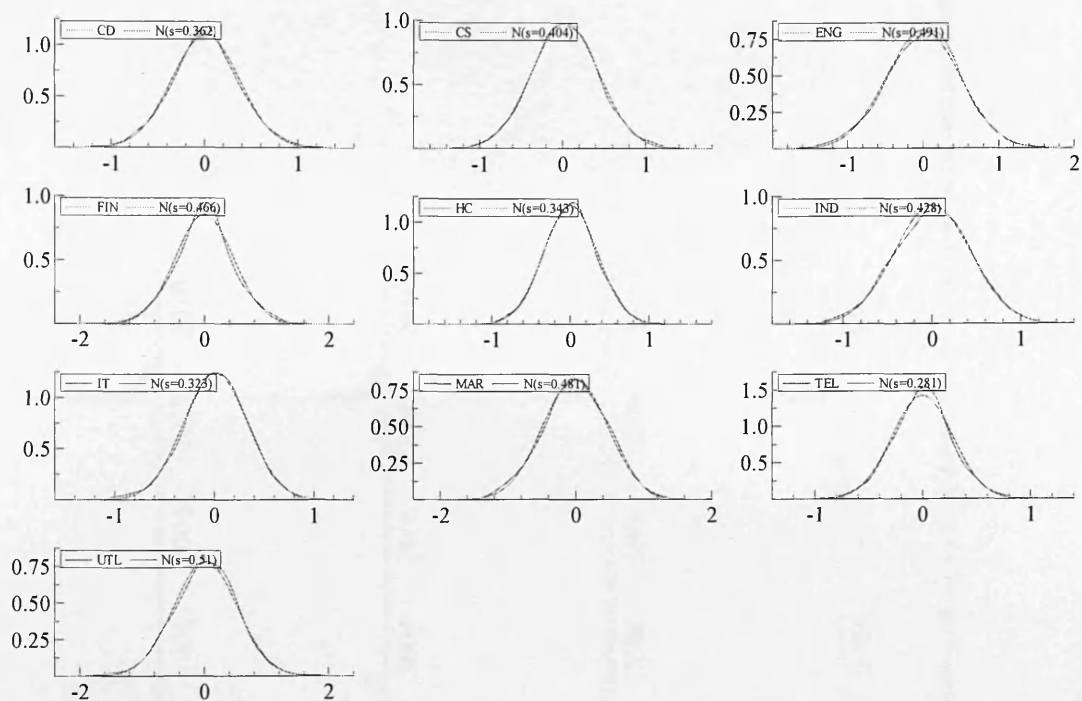 CD N(s=0.362)
1.0
0.5
-1 0 1
CS N(s=0.404)
1.0
0.5
-1 0 1
ENG N(s=0.491)
0.75
0.50
0.25
-1 0 1 2
FIN N(s=0.466)
1.0
0.5
-2 0 2
HC N(s=0.343)
1.0
0.5
-1 0 1
IND N(s=0.428)
1.0
0.5
-1 0 1
IT N(s=0.323)
1.0
0.5
-1 0 1
MAR N(s=0.481)
0.75
0.50
0.25
-2 -1 0 1 2
TEL N(s=0.281)
1.5
1.0
0.5
-1 0 1
UTL N(s=0.51)
0.75
0.50
0.25
-2 0 2